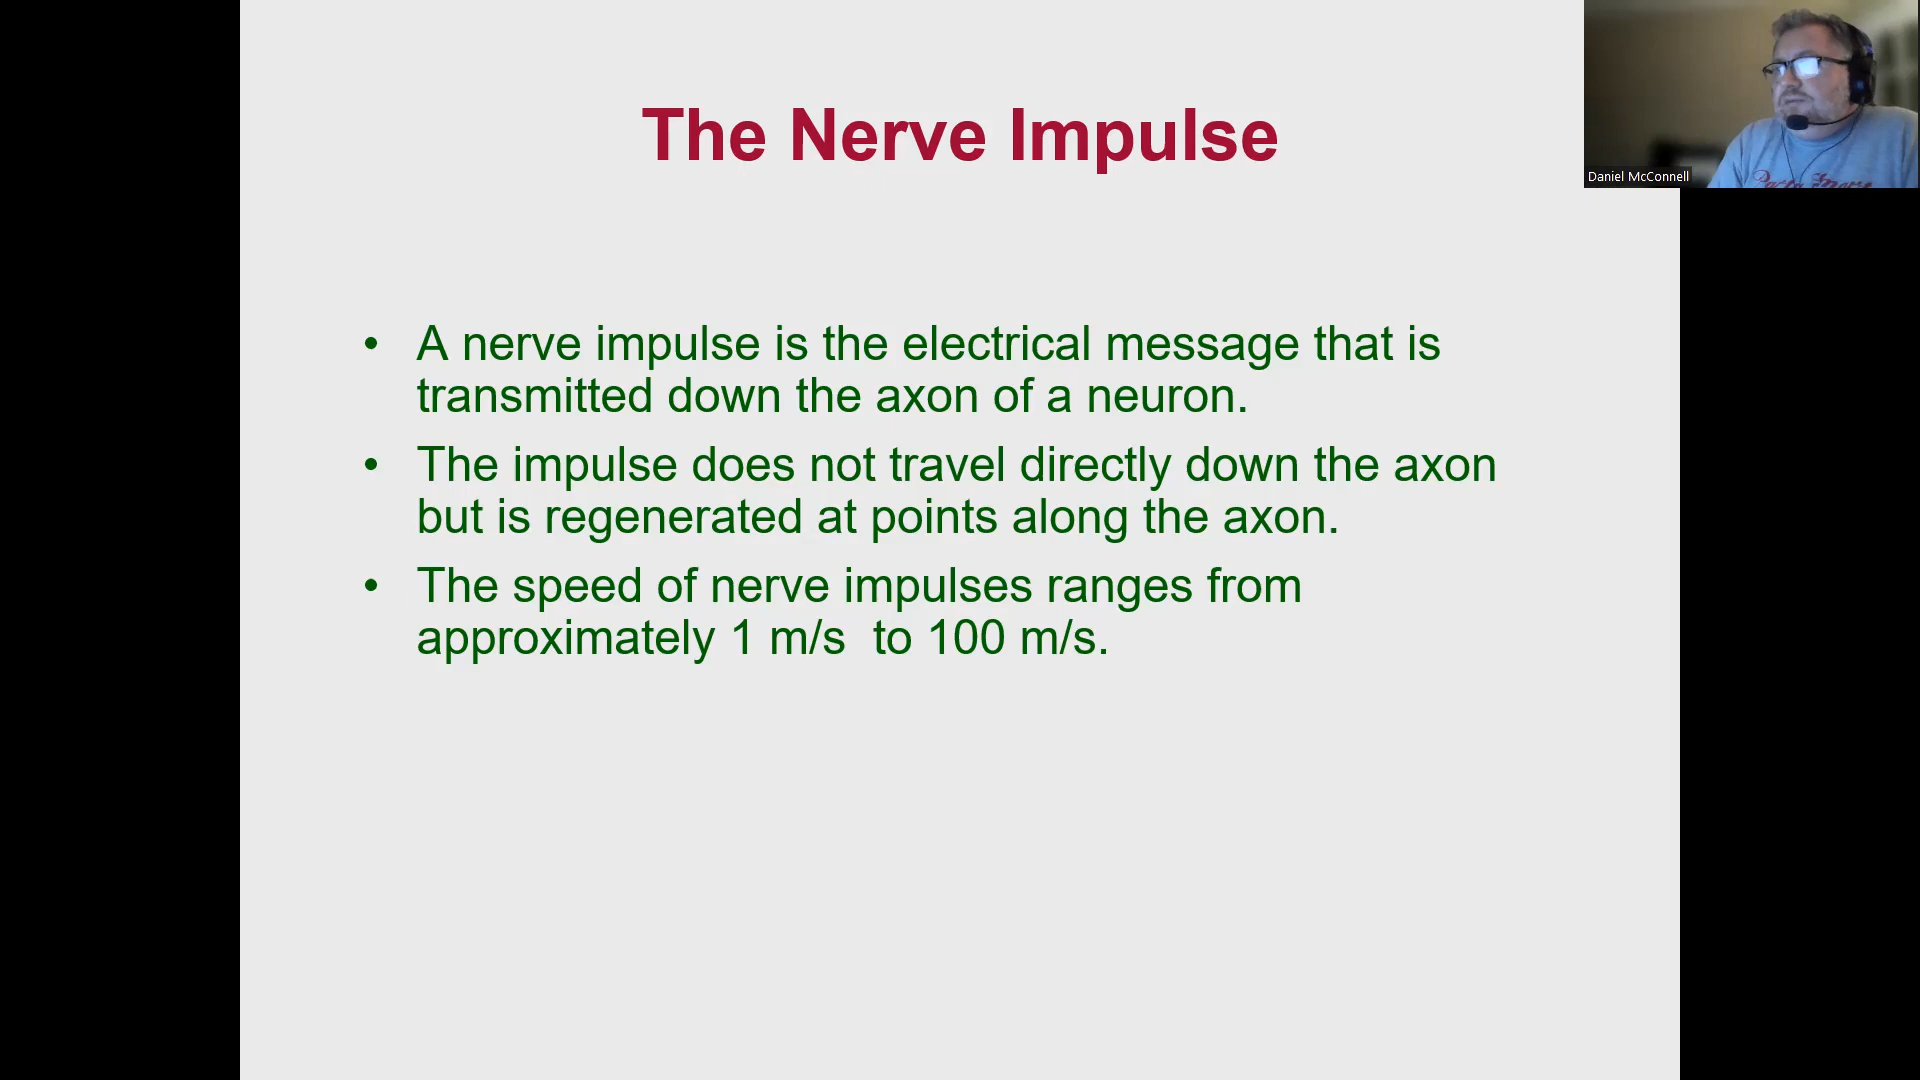 The Nerve Impulse
• A nerve impulse is the electrical message that is
transmitted down the axon of a neuron.
• The impulse does not travel directly down the axon
but is regenerated at points along the axon.
• The speed of nerve impulses ranges from
approximately 1 m/s  to 100 m/s.
Daniel McConnell